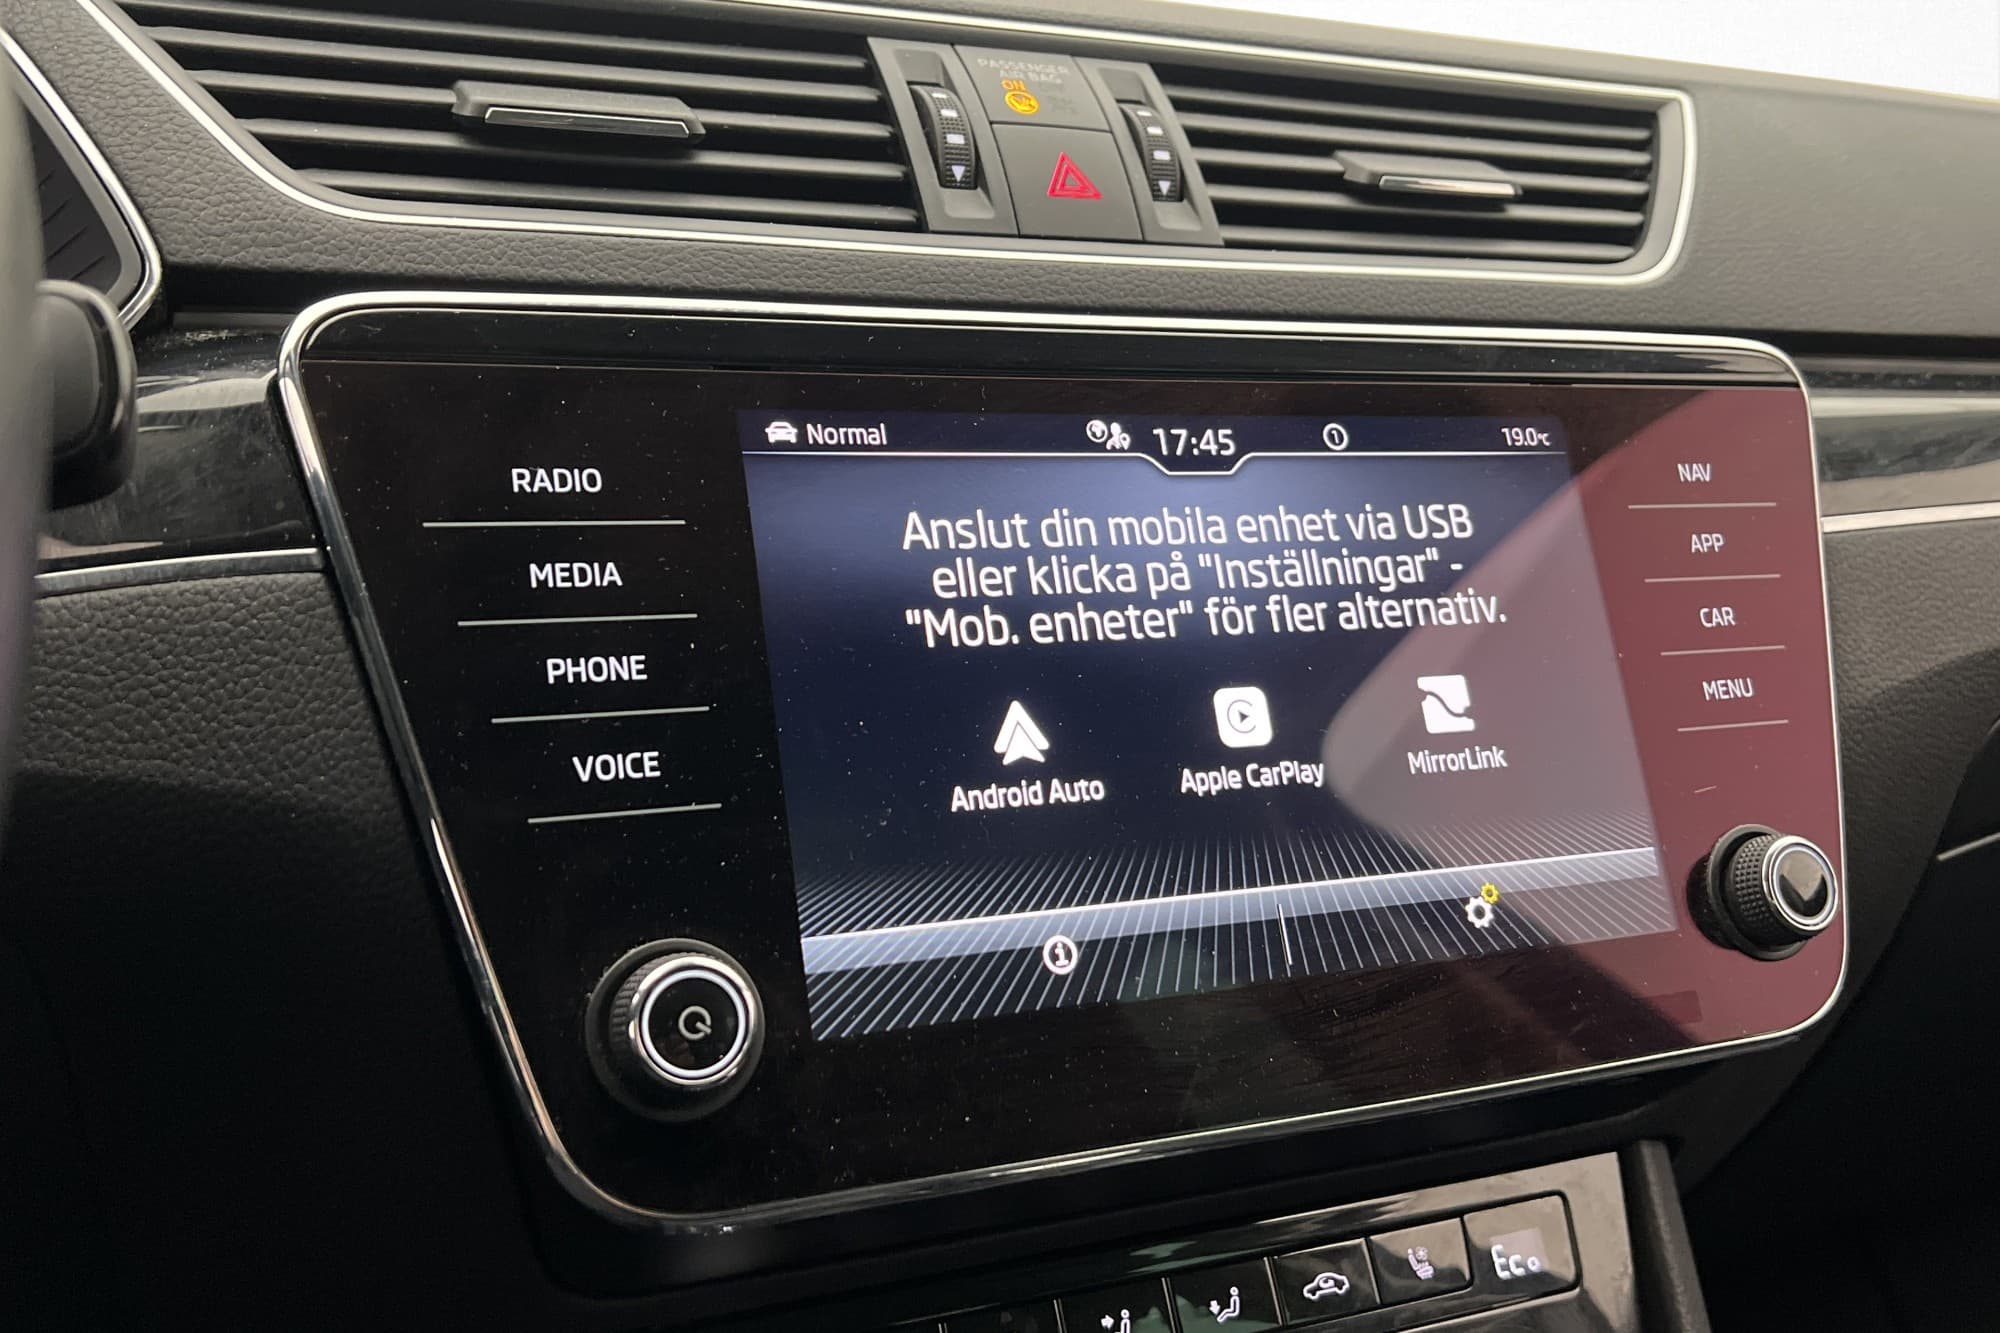 PASSENGER
AIR BAG
ON
Normal
17:45
1
19.0°C
RADIO
MEDIA
PHONE
VOICE
Anslut din mobila enhet via USB
eller klicka på "Inställningar" -
"Mob. enheter" för fler alternativ.
Android Auto
Apple CarPlay
MirrorLink
NAV
APP
CAR
MENU
Eco